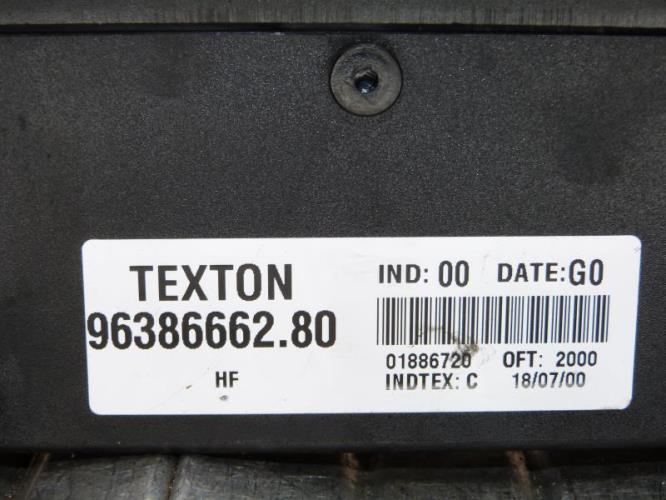 TEXTON
96386662.80
HF
IND: 00 DATE:G0
01886720 OFT: 2000
INDTEX: C 18/07/00